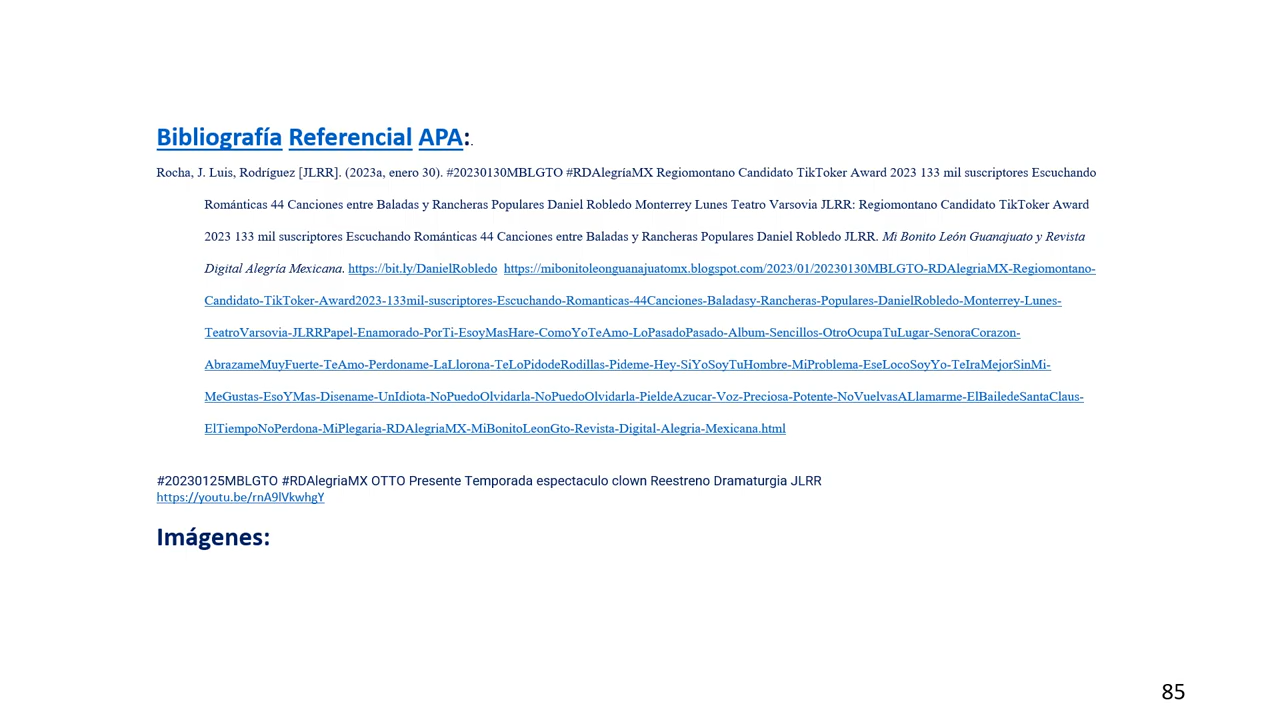 Bibliografía Referencial APA:.
Rocha, J. Luis, Rodríguez [JLRR]. (2023a, enero 30). #20230130MBLGTO #RDAlegríaMX Regiomontano Candidato TikToker Award 2023 133 mil suscriptores Escuchando
Románticas 44 Canciones entre Baladas y Rancheras Populares Daniel Robledo Monterrey Lunes Teatro Varsovia JLRR: Regiomontano Candidato TikToker Award
2023 133 mil suscriptores Escuchando Románticas 44 Canciones entre Baladas y Rancheras Populares Daniel Robledo JLRR. Mi Bonito León Guanajuato y Revista
Digital Alegría Mexicana. https://bit.ly/DanielRobledo https://mibonitoleonguanajuatomx.blogspot.com/2023/01/20230130MBLGTO-RDAlegriaMX-Regiomontano-
Candidato-TikToker-Award2023-133mil-suscriptores-Escuchando-Romanticas-44Canciones-Baladasy-Rancheras-Populares-DanielRobledo-Monterrey-Lunes-
TeatroVarsovia-JLRRPapel-Enamorado-PorTi-EsoyMasHare-ComoYoTeAmo-LoPasadoPasado-Album-Sencillos-OtroOcupaTuLugar-SenoraCorazon-
AbrazameMuyFuerte-TeAmo-Perdoname-LaLlorona-TeLoPidodeRodillas-Pideme-Hey-SiYoSoyTuHombre-MiProblema-EseLocoSoyYo-TeIraMejorSinMi-
MeGustas-EsoYMas-Disename-UnIdiota-NoPuedoOlvidarla-NoPuedoOlvidarla-PieldeAzucar-Voz-Preciosa-Potente-NoVuelvasALlamarme-ElBailedeSantaClaus-
ElTiempoNoPerdona-MiPlegaria-RDAlegriaMX-MiBonitoLeonGto-Revista-Digital-Alegria-Mexicana.html
#20230125MBLGTO #RDAlegriaMX OTTO Presente Temporada espectaculo clown Reestreno Dramaturgia JLRR
https://youtu.be/rnA9lVkwhgY
Imágenes:
85